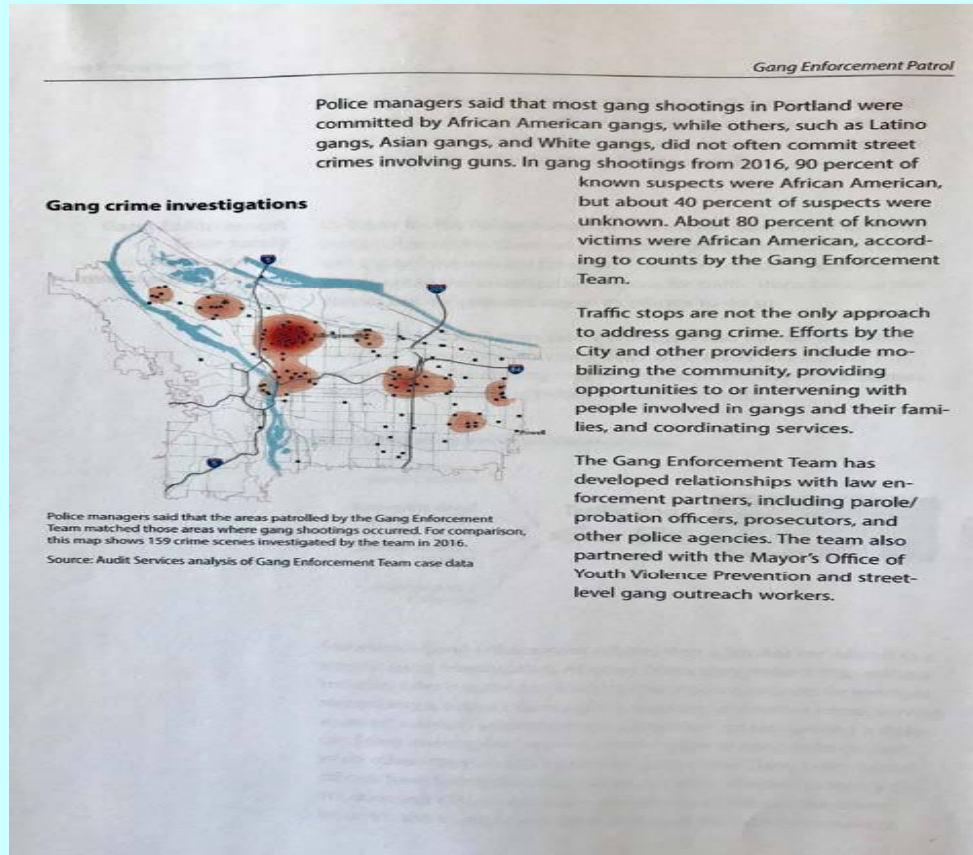 Gang Enforcement Patrol
Police managers said that most gang shootings in Portland were
committed by African American gangs, while others, such as Latino
gangs, Asian gangs, and White gangs, did not often commit street
crimes involving guns. In gang shootings from 2016, 90 percent of
known suspects were African American,
but about 40 percent of suspects were
unknown. About 80 percent of known
victims were African American, accord-
ing to counts by the Gang Enforcement
Team.
Traffic stops are not the only approach
to address gang crime. Efforts by the
City and other providers include mo-
bilizing the community, providing
opportunities to or intervening with
people involved in gangs and their fami-
lies, and coordinating services.
The Gang Enforcement Team has
developed relationships with law en-
forcement partners, including parole/
probation officers, prosecutors, and
other police agencies. The team also
partnered with the Mayor's Office of
Youth Violence Prevention and street-
level gang outreach workers.
Gang crime investigations
Powell
Police managers said that the areas patrolled by the Gang Enforcement
Team matched those areas where gang shootings occurred. For comparison,
this map shows 159 crime scenes investigated by the team in 2016.
Source: Audit Services analysis of Gang Enforcement Team case data